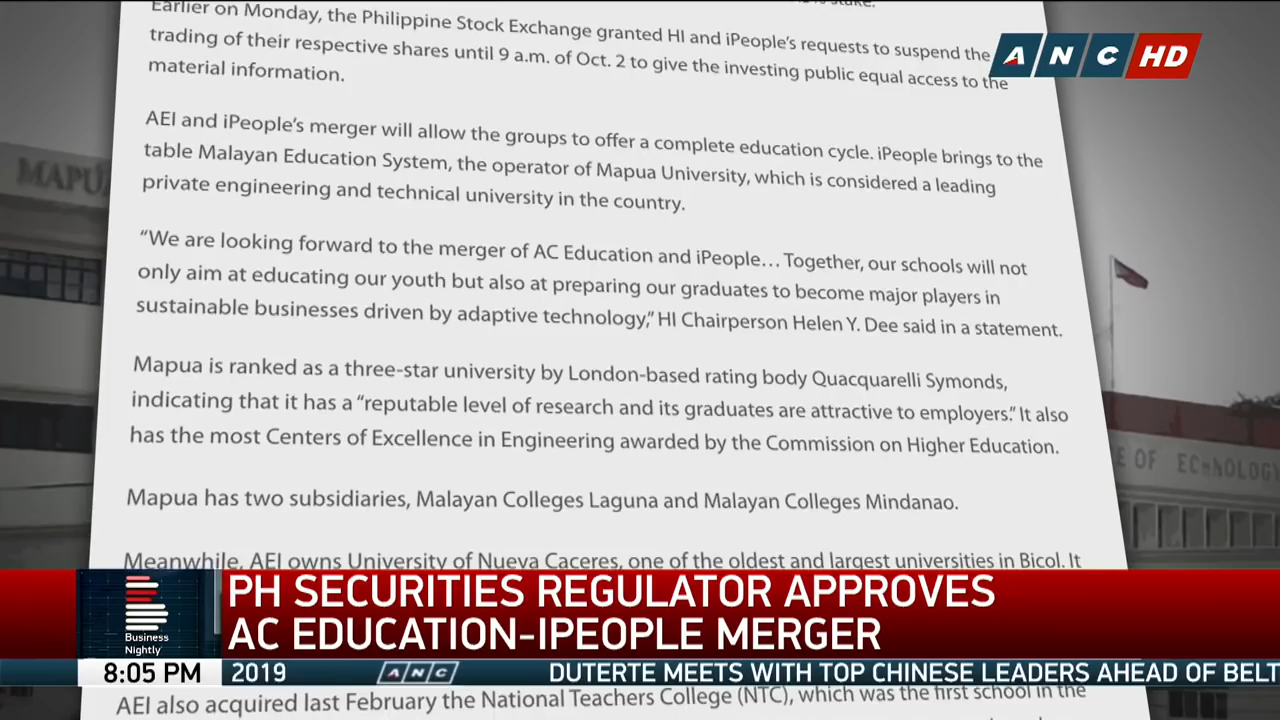 stake.
Earlier on Monday, the Philippine Stock Exchange granted HI and iPeople's requests to suspend the
trading of their respective shares until 9 a.m. of Oct. 2 to give the investing public equal access to the
material information.
ANC HD
AEI and iPeople's merger will allow the groups to offer a complete education cycle. iPeople brings to the
table Malayan Education System, the operator of Mapua University, which is considered a leading
private engineering and technical university in the country.
MAPU
"We are looking forward to the merger of AC Education and iPeople… Together, our schools will not
only aim at educating our youth but also at preparing our graduates to become major players in
sustainable businesses driven by adaptive technology," HI Chairperson Helen Y. Dee said in a statement.
Mapua is ranked as a three-star university by London-based rating body Quacquarelli Symonds,
indicating that it has a "reputable level of research and its graduates are attractive to employers." It also
has the most Centers of Excellence in Engineering awarded by the Commission on Higher Education.
E OF TECHNOLOGY
Mapua has two subsidiaries, Malayan Colleges Laguna and Malayan Colleges Mindanao.
Meanwhile, AEI owns University of Nueva Caceres, one of the oldest and largest universities in Bicol. It
Business
Nightly
PH SECURITIES REGULATOR APPROVES
AC EDUCATION-IPEOPLE MERGER
8:05 PM
2019
ANC
DUTERTE MEETS WITH TOP CHINESE LEADERS AHEAD OF BELT
AEI also acquired last February the National Teachers College (NTC), which was the first school in the